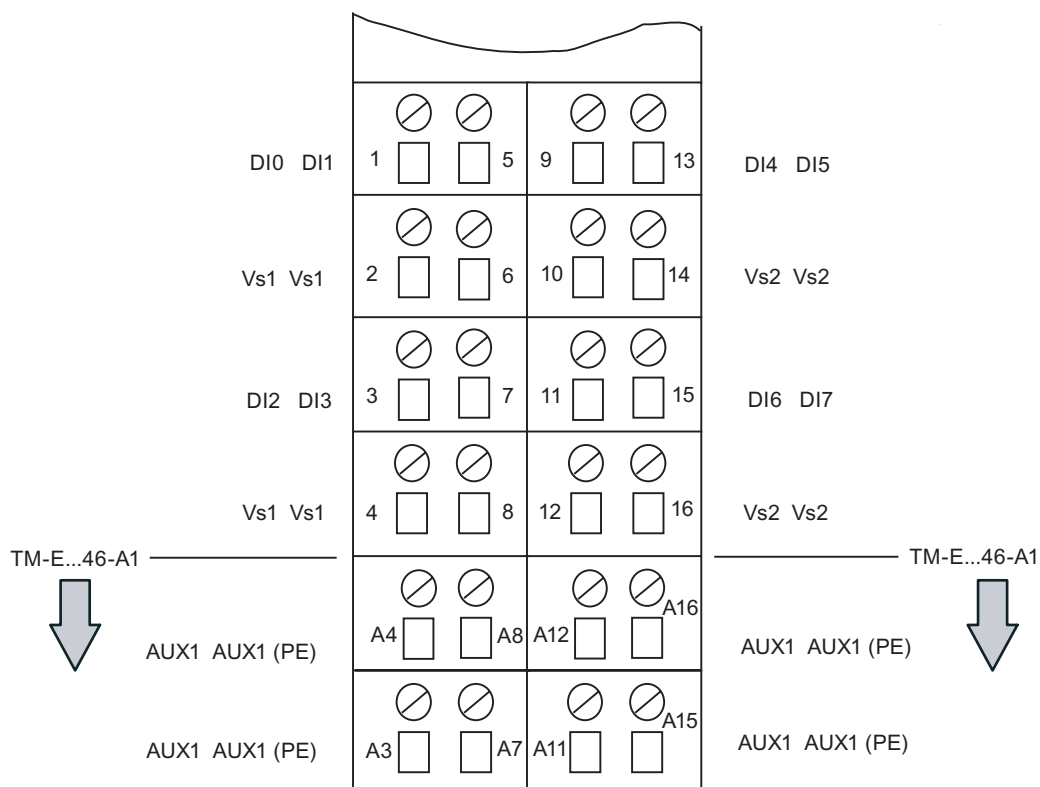 DI0 DI1 1 5 9 13 DI4 DI5
Vs1 Vs1 2 6 10 14 Vs2 Vs2
DI2 DI3 3 7 11 15 DI6 DI7
Vs1 Vs1 4 8 12 16 Vs2 Vs2
TM-E...46-A1 TM-E...46-A1
AUX1 AUX1 (PE) A4 A8 A12 A16 AUX1 AUX1 (PE)
AUX1 AUX1 (PE) A3 A7 A11 A15 AUX1 AUX1 (PE)